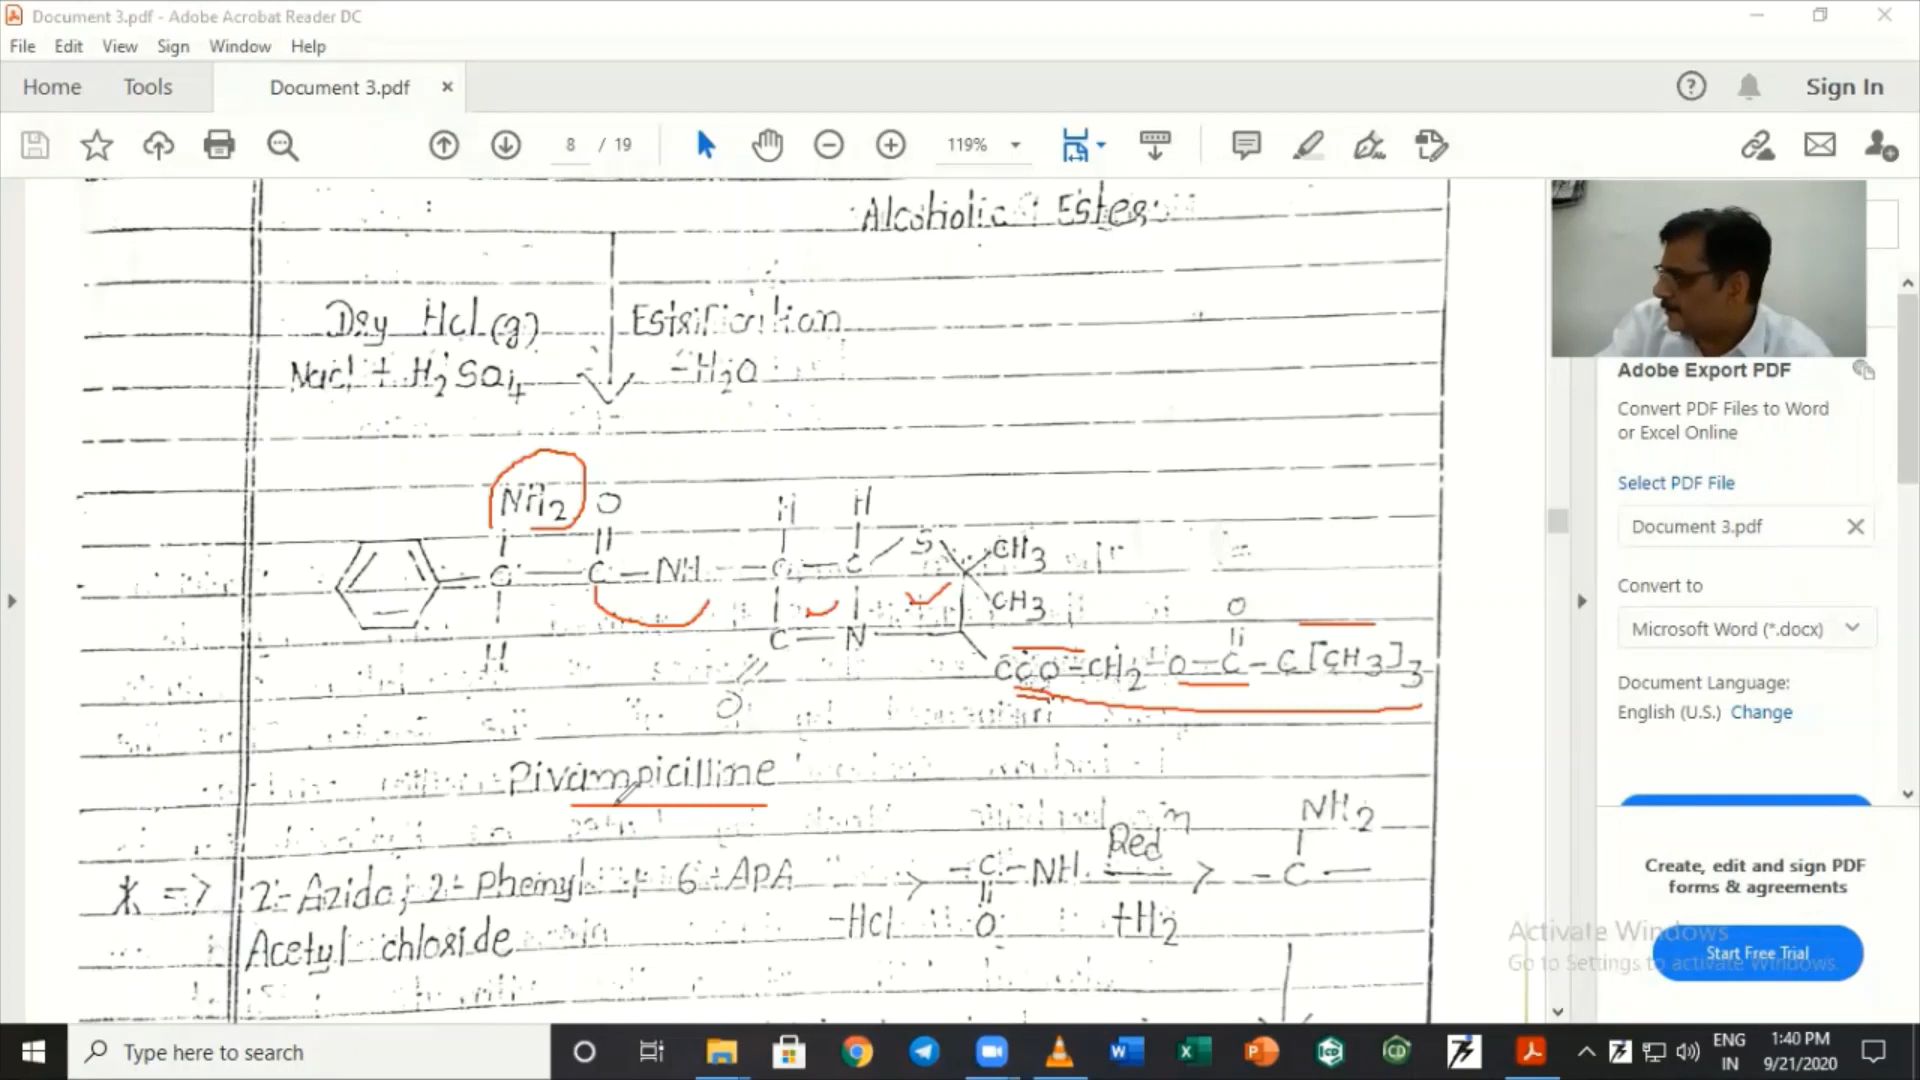 Document 3.pdf - Adobe Acrobat Reader DC
File Edit View Sign Window Help
Home Tools Document 3.pdf × Sign In
8 / 19 119%
Alcoholic Ester
Dry Hcl (g) Estrification
Nacl + H2SO4 -H2O
NH2 O H H
C — C — NH — C — C S CH3
CH3
H C — N O
COO-CH2-O-C-C[CH3]3
O
Pivampicilline
* => 2-Azido, 2-Phenyl + 6-APA -C-NH Red -C- NH2
Acetyl chloride -Hcl O +H2
Adobe Export PDF
Convert PDF Files to Word
or Excel Online
Select PDF File
Document 3.pdf
Convert to
Microsoft Word (*.docx)
Document Language:
English (U.S.) Change
Create, edit and sign PDF
forms & agreements
Start Free Trial
Activate Windows
Go to Settings to activate Windows.
Type here to search
ENG 1:40 PM
IN 9/21/2020